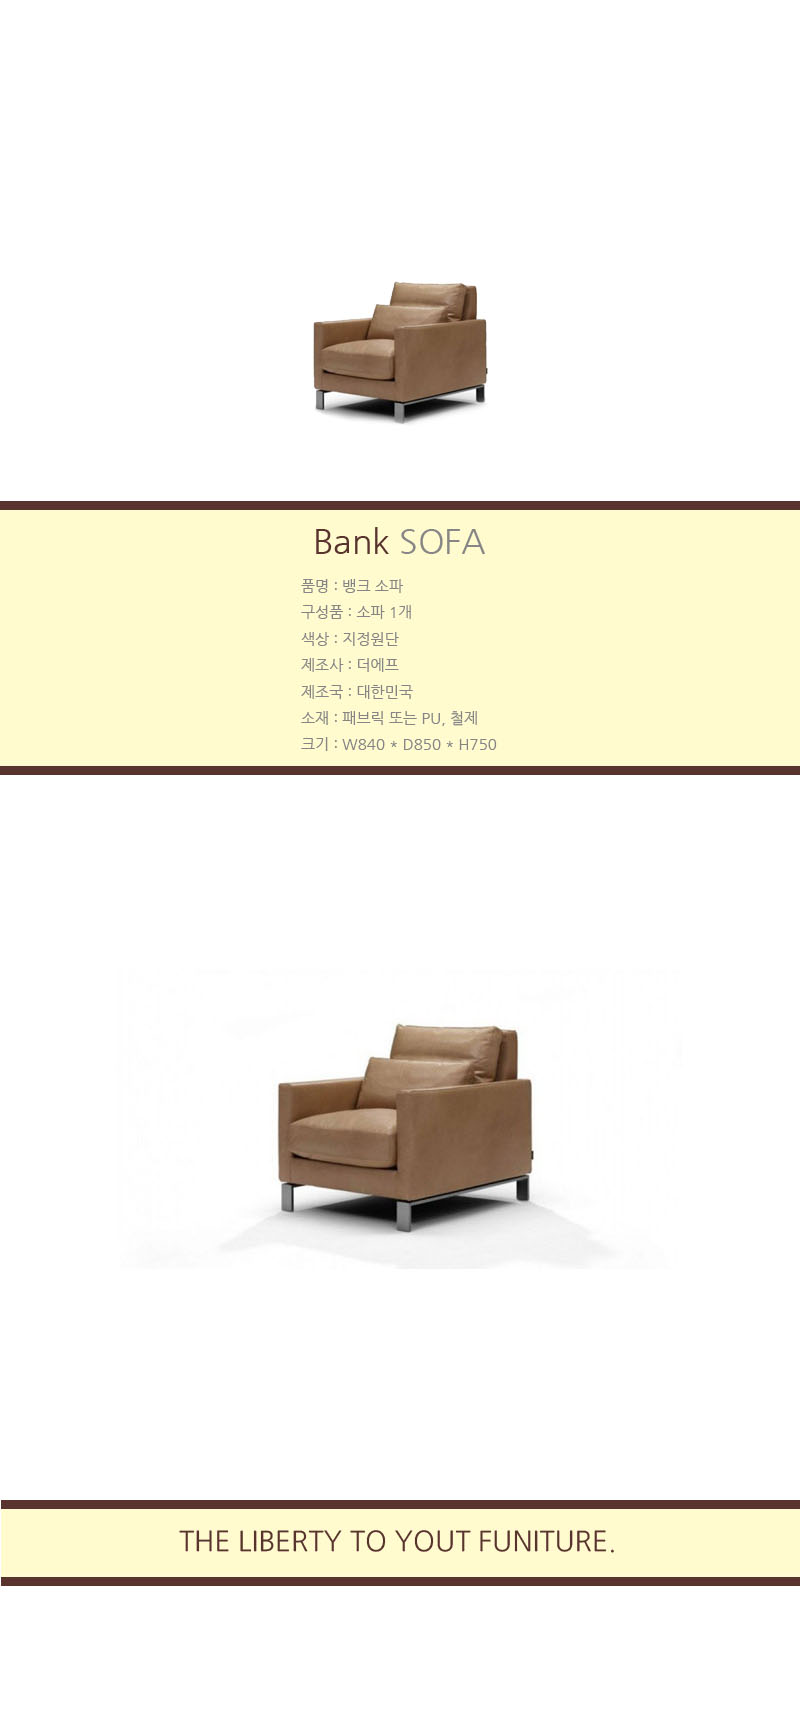 Bank SOFA
품명 : 뱅크 소파
구성품 : 소파 1개
색상 : 지정원단
제조사 : 더에프
제조국 : 대한민국
소재 : 패브릭 또는 PU, 철제
크기 : W840 * D850 * H750
THE LIBERTY TO YOUT FUNITURE.